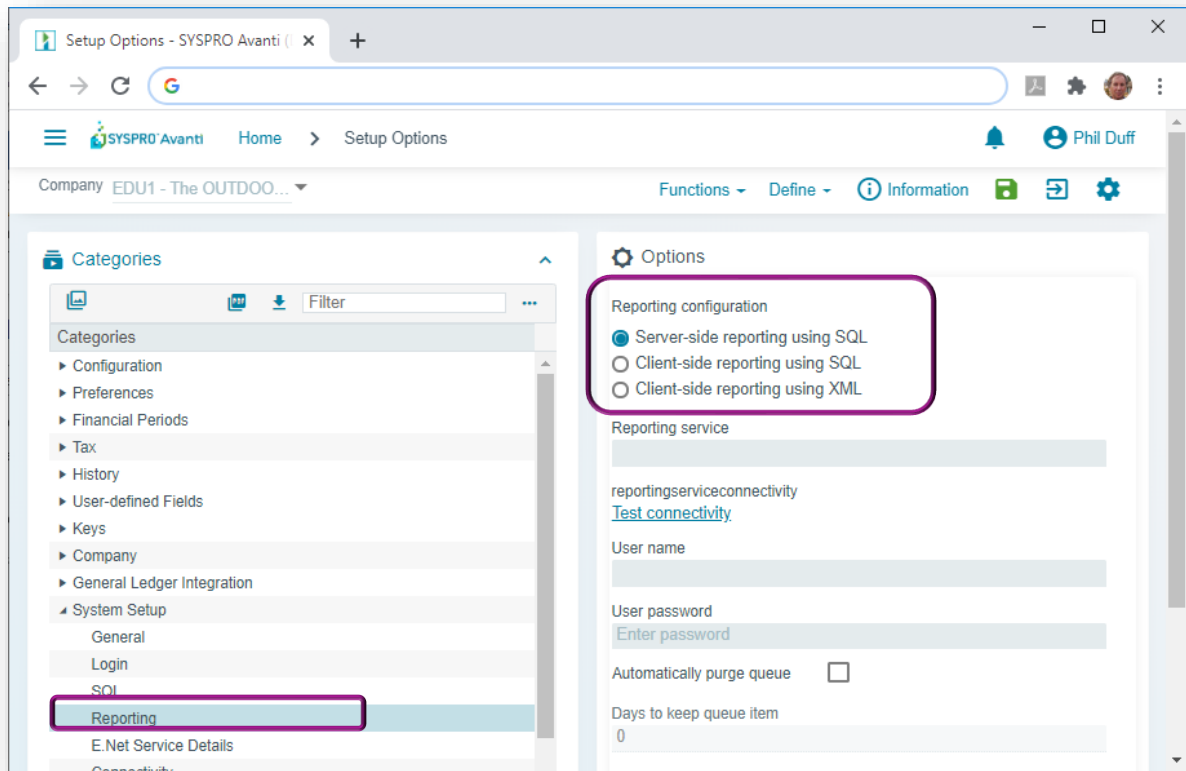 Setup Options - SYSPRO Avanti (
SYSPRO Avanti Home > Setup Options Phil Duff
Company EDU1 - The OUTDOO... Functions Define Information
Categories
Filter
Categories
Configuration
Preferences
Financial Periods
Tax
History
User-defined Fields
Keys
Company
General Ledger Integration
System Setup
General
Login
SQL
Reporting
E.Net Service Details
Connectivity
Options
Reporting configuration
Server-side reporting using SQL
Client-side reporting using SQL
Client-side reporting using XML
Reporting service
reportingserviceconnectivity
Test connectivity
User name
User password
Enter password
Automatically purge queue
Days to keep queue item
0